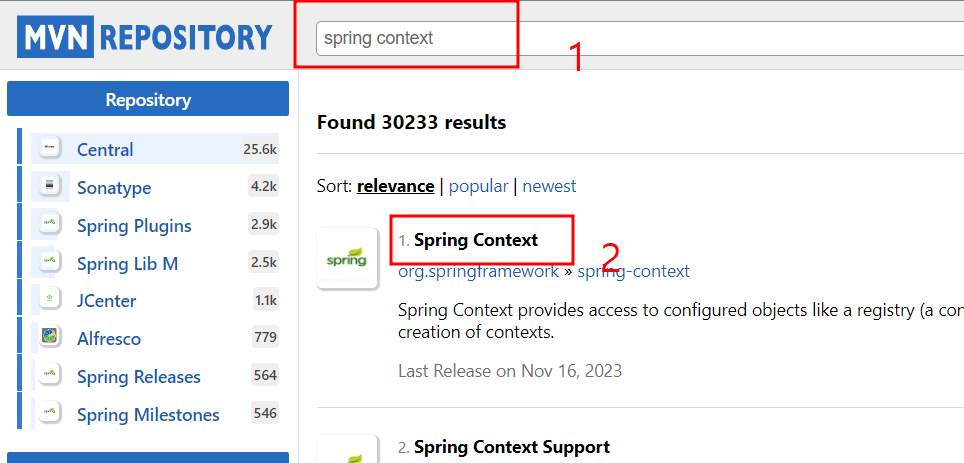 MVN REPOSITORY
spring context
1
Repository
Central 25.6k
Sonatype 4.2k
Spring Plugins 2.9k
Spring Lib M 2.5k
JCenter 1.1k
Alfresco 779
Spring Releases 564
Spring Milestones 546
Found 30233 results
Sort: relevance | popular | newest
spring
1. Spring Context
2
org.springframework » spring-context
Spring Context provides access to configured objects like a registry (a con
creation of contexts.
Last Release on Nov 16, 2023
2. Spring Context Support